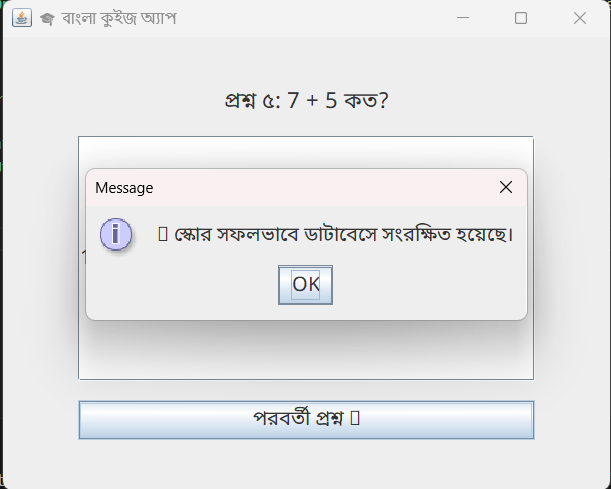 🎓 বাংলা কুইজ অ্যাপ
প্রশ্ন ৫: 7 + 5 কত?
Message
স্কোর সফলভাবে ডাটাবেসে সংরক্ষিত হয়েছে।
OK
পরবর্তী প্রশ্ন